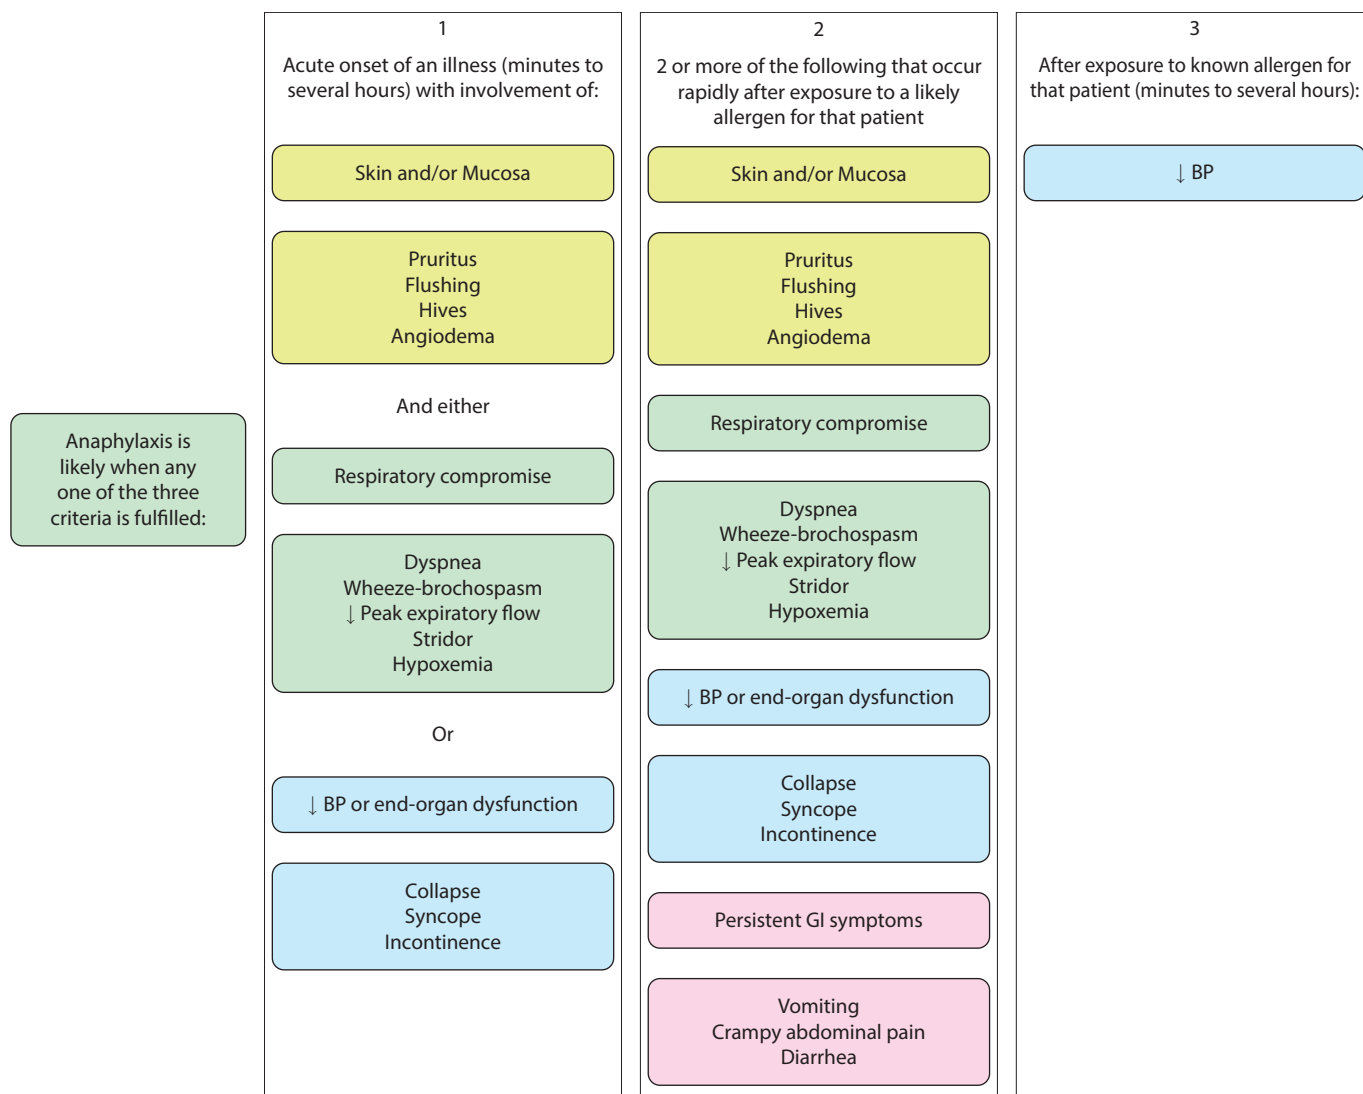 Anaphylaxis is
likely when any
one of the three
criteria is fulfilled:
1
Acute onset of an illness (minutes to
several hours) with involvement of:
Skin and/or Mucosa
Pruritus
Flushing
Hives
Angiodema
And either
Respiratory compromise
Dyspnea
Wheeze-brochospasm
↓ Peak expiratory flow
Stridor
Hypoxemia
Or
↓ BP or end-organ dysfunction
Collapse
Syncope
Incontinence
2
2 or more of the following that occur
rapidly after exposure to a likely
allergen for that patient
Skin and/or Mucosa
Pruritus
Flushing
Hives
Angiodema
Respiratory compromise
Dyspnea
Wheeze-brochospasm
↓ Peak expiratory flow
Stridor
Hypoxemia
↓ BP or end-organ dysfunction
Collapse
Syncope
Incontinence
Persistent GI symptoms
Vomiting
Crampy abdominal pain
Diarrhea
3
After exposure to known allergen for
that patient (minutes to several hours):
↓ BP